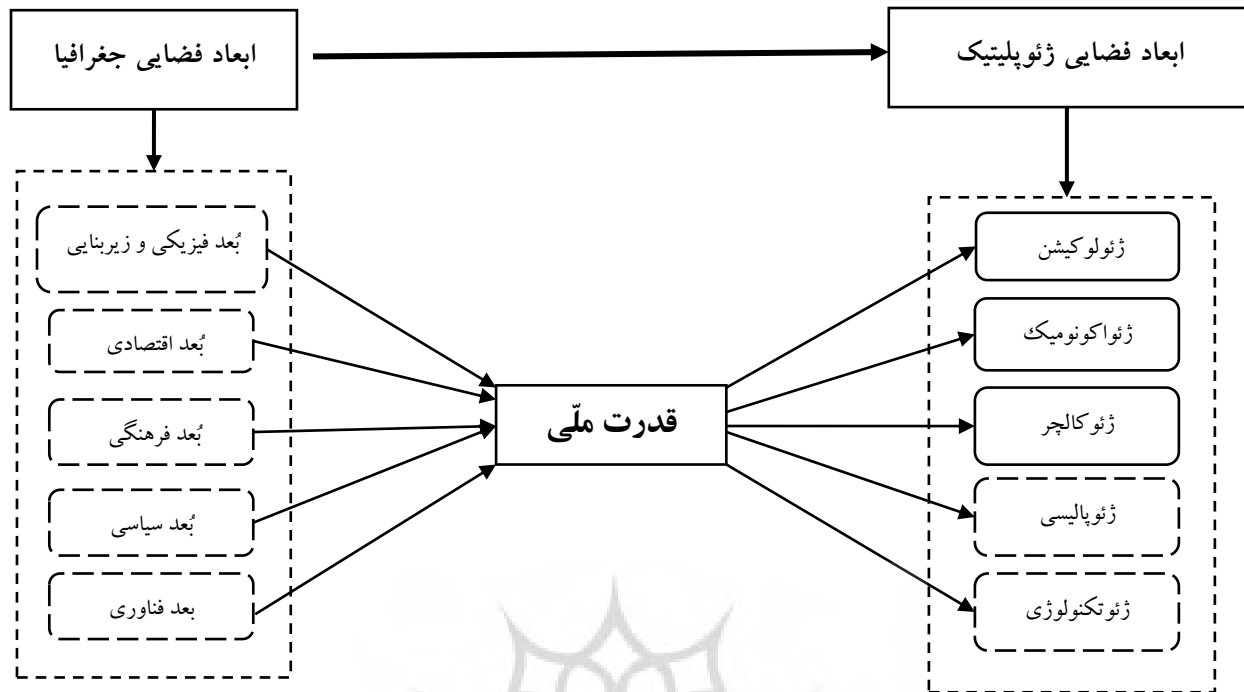 ابعاد فضایی ژئوپلیتیک
ابعاد فضایی جغرافیا
ژئولوکیشن
ژئواکونومیک
ژئوکالچر
ژئوپالیسی
ژئوتکنولوژی
قدرت ملّی
بُعد فیزیکی و زیربنایی
بُعد اقتصادی
بُعد فرهنگی
بُعد سیاسی
بعد فناوری